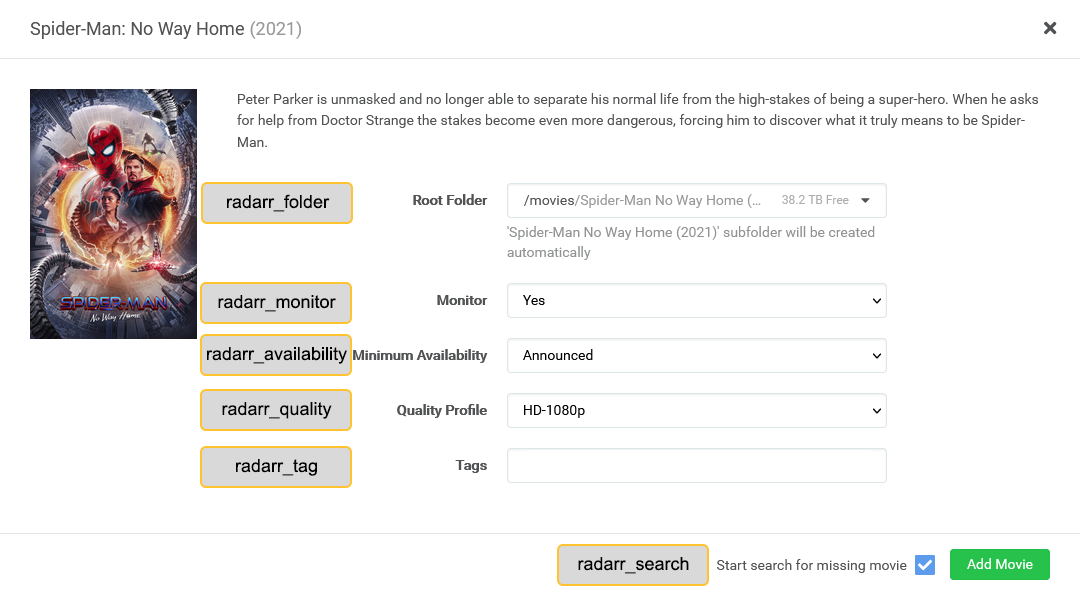 Spider-Man: No Way Home (2021)
Peter Parker is unmasked and no longer able to separate his normal life from the high-stakes of being a super-hero. When he asks
for help from Doctor Strange the stakes become even more dangerous, forcing him to discover what it truly means to be Spider-
Man.
SPIDER-MAN
No Way Home
radarr_folder Root Folder /movies/Spider-Man No Way Home (... 38.2 TB Free
'Spider-Man No Way Home (2021)' subfolder will be created
automatically
radarr_monitor Monitor Yes
radarr_availability Minimum Availability Announced
radarr_quality Quality Profile HD-1080p
radarr_tag Tags
radarr_search Start search for missing movie Add Movie